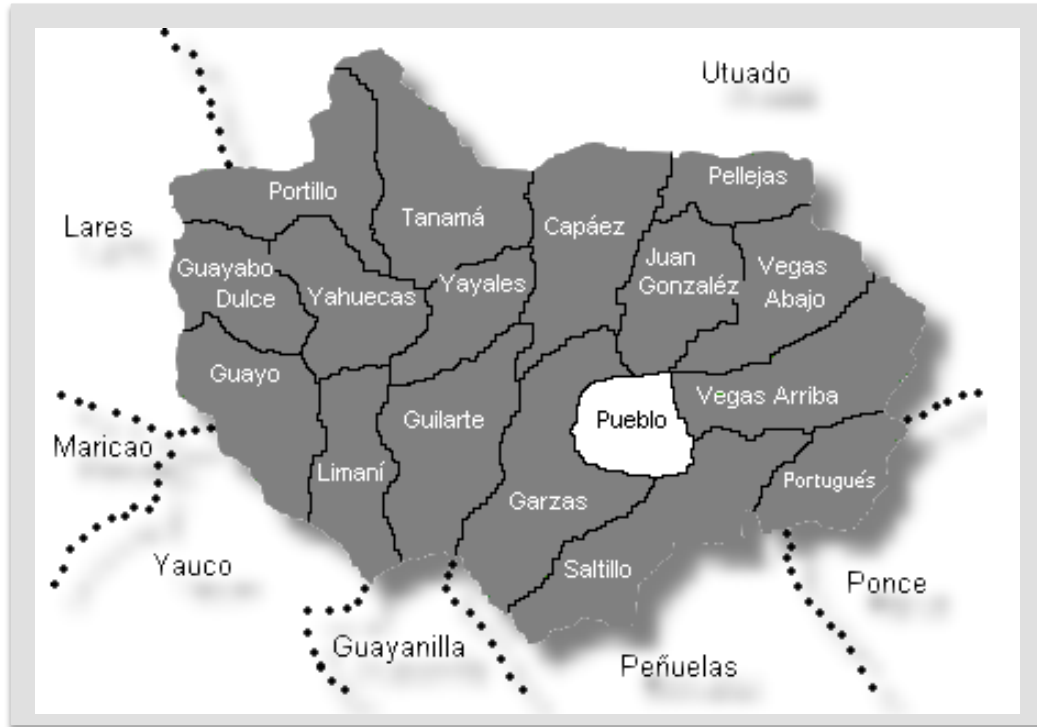 Utuado
Pellejas
Portillo
Tanamá
Capáez
Lares
Juan
Gonzaléz
Vegas
Abajo
Guayabo
Dulce
Yahuecas
Yayales
Guayo
Vegas Arriba
Guilarte
Pueblo
Maricao
Limaní
Garzas
Portugués
Yauco
Saltillo
Ponce
Guayanilla
Peñuelas